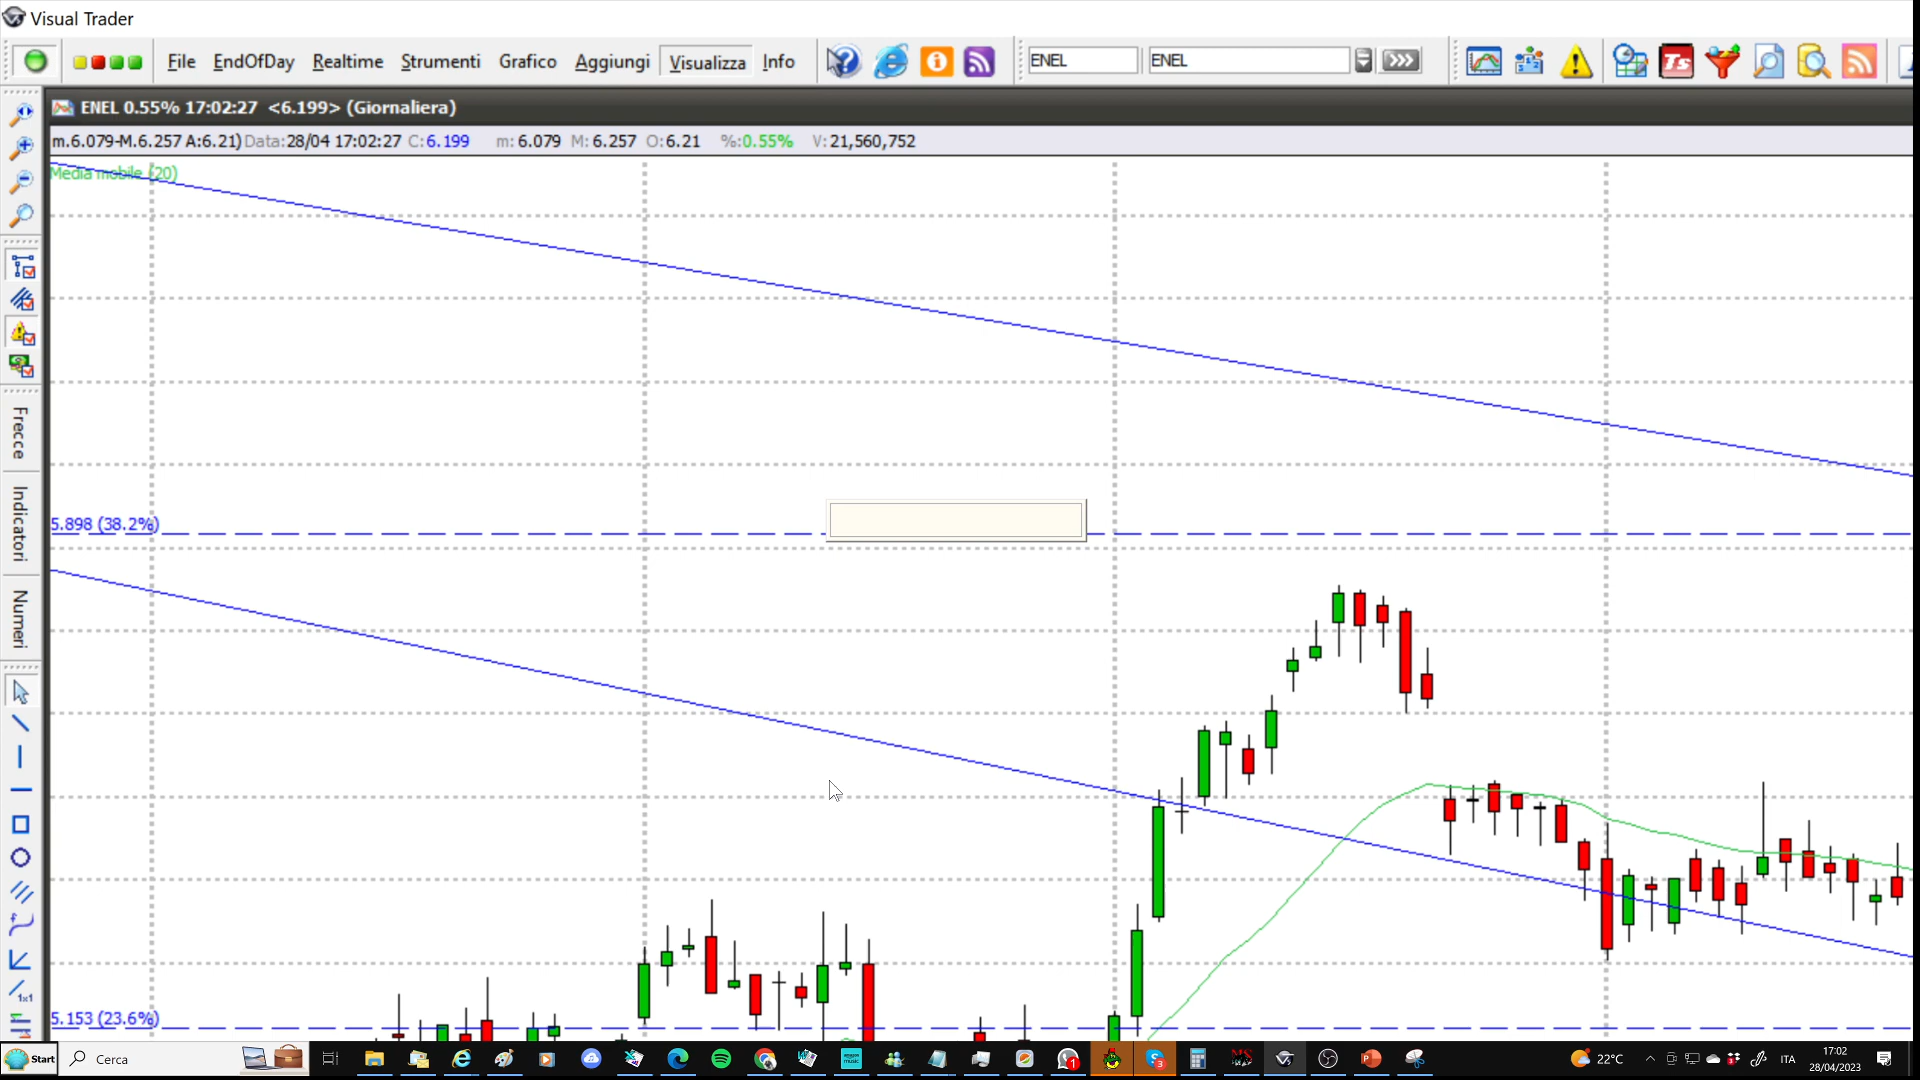 Visual Trader
File EndOfDay Realtime Strumenti Grafico Aggiungi Visualizza Info
ENEL ENEL
Ts
ENEL 0.55% 17:02:27 <6.199> (Giornaliera)
m.6.079-M.6.257 A:6.21) Data:28/04 17:02:27 C:6.199 m:6.079 M:6.257 O:6.21 %:0.55% V:21,560,752
Media mobile (20)
Frecce
Indicatori
5.898 (38.2%)
Numeri
1x1
5.153 (23.6%)
Start Cerca 22°C ITA 17:02
28/04/2023